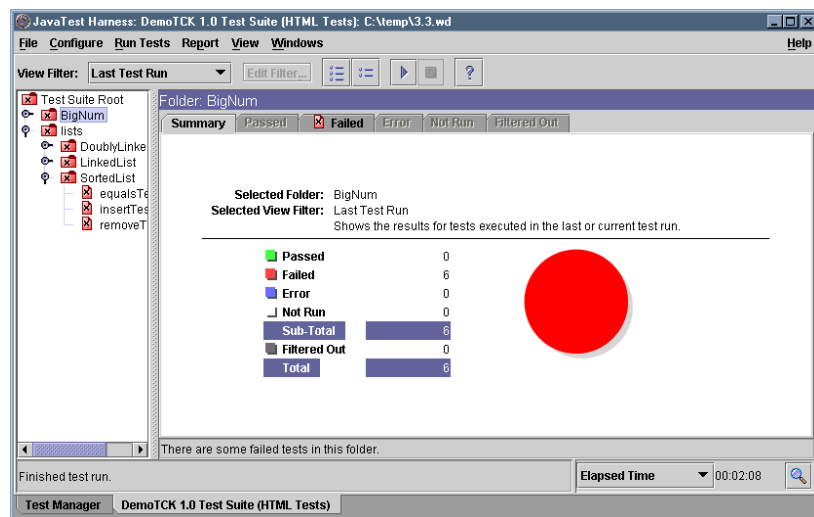 JavaTest Harness: DemoTCK 1.0 Test Suite (HTML Tests): C:\temp\3.3.wd
File Configure Run Tests Report View Windows Help
View Filter: Last Test Run Edit Filter... ?
Test Suite Root
BigNum
lists
DoublyLinke
LinkedList
SortedList
equalsTe
insertTes
removeT
Folder: BigNum
Summary Passed Failed Error Not Run Filtered Out
Selected Folder: BigNum
Selected View Filter: Last Test Run
Shows the results for tests executed in the last or current test run.
Passed 0
Failed 6
Error 0
Not Run 0
Sub-Total 6
Filtered Out 0
Total 6
There are some failed tests in this folder.
Finished test run. Elapsed Time 00:02:08
Test Manager DemoTCK 1.0 Test Suite (HTML Tests)